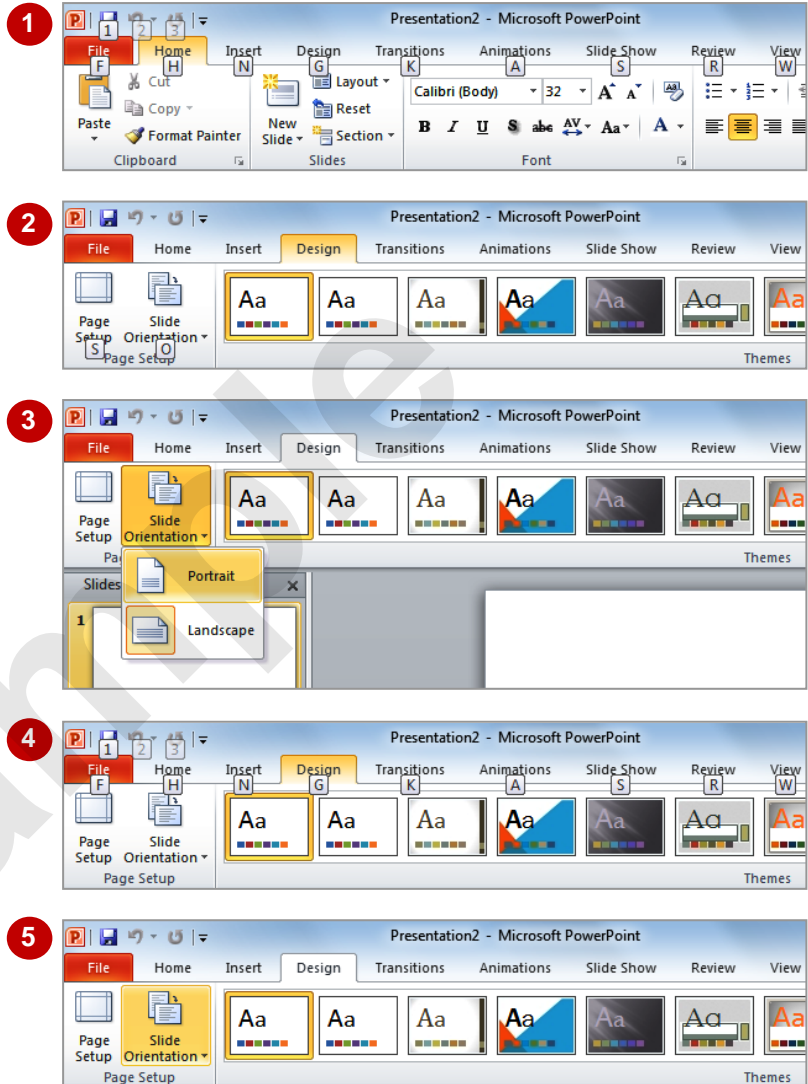 1
Presentation2 - Microsoft PowerPoint
1 2 3
File Home Insert Design Transitions Animations Slide Show Review View
F H N G K A S R W
Cut
Copy
Format Painter
Paste
New Slide
Layout
Reset
Section
Calibri (Body) 32 A A
B I U S abc AV Aa A
Clipboard Slides Font
2
Presentation2 - Microsoft PowerPoint
File Home Insert Design Transitions Animations Slide Show Review View
Aa Aa Aa Aa Aa Aa Aa
Page Slide
Setup Orientation
S O
Page Setup Themes
3
Presentation2 - Microsoft PowerPoint
File Home Insert Design Transitions Animations Slide Show Review View
Aa Aa Aa Aa Aa Aa Aa
Page Slide
Setup Orientation
Pa Themes
Portrait
Slides
1
Landscape
4
Presentation2 - Microsoft PowerPoint
1 2 3
File Home Insert Design Transitions Animations Slide Show Review View
F H N G K A S R W
Aa Aa Aa Aa Aa Aa Aa
Page Slide
Setup Orientation
Page Setup Themes
5
Presentation2 - Microsoft PowerPoint
File Home Insert Design Transitions Animations Slide Show Review View
Aa Aa Aa Aa Aa Aa Aa
Page Slide
Setup Orientation
Page Setup Themes